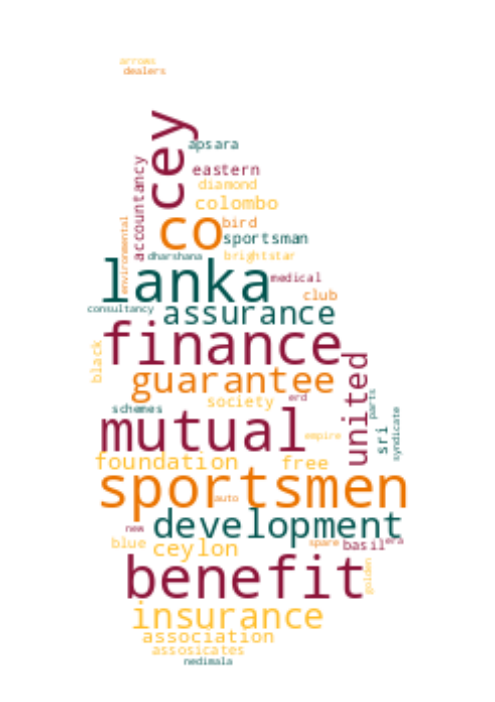 arrows
dealers
cey
apsara
accountancy
eastern
diamond
colombo
environmental
co
bird
sportsman
dharshana
brightstar
lanka
medical
club
consultancy
assurance
finance
black
guarantee
united
erd
society
parts
schemes
mutual
empire
sri
syndicate
foundation
free
sportsmen
auto
new
development
blue
ceylon
spare
basil
era
benefit
golden
insurance
association
assosicates
nedimala